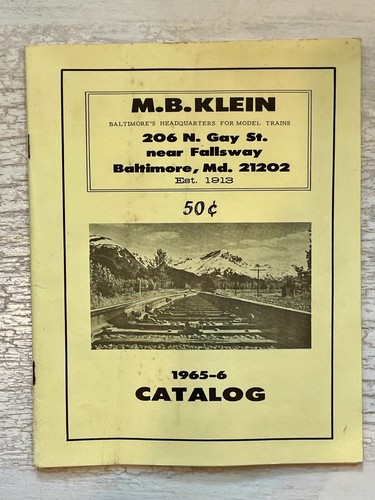 M.B.KLEIN
BALTIMORE'S HEADQUARTERS FOR MODEL TRAINS
206 N. Gay St.
near Fallsway
Baltimore, Md. 21202
Est. 1913
50¢
1965-6
CATALOG